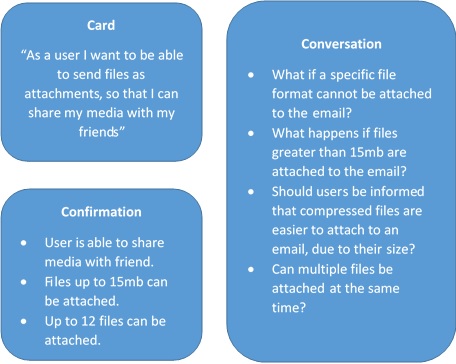 Card
“As a user I want to be able
to send files as
attachments, so that I can
share my media with my
friends”
Confirmation
• User is able to share
media with friend.
• Files up to 15mb can
be attached.
• Up to 12 files can be
attached.
Conversation
• What if a specific file
format cannot be attached
to the email?
• What happens if files
greater than 15mb are
attached to the email?
• Should users be informed
that compressed files are
easier to attach to an
email, due to their size?
• Can multiple files be
attached at the same
time?